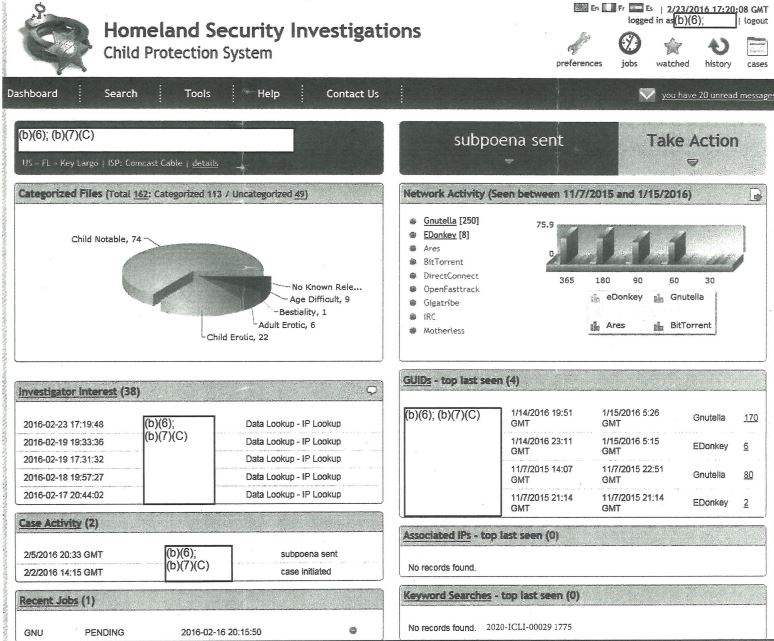 En Fr Es | 2/23/2016 17:20:08 GMT
logged in as (b)(6); | logout
Homeland Security Investigations
Child Protection System
preferences jobs watched history cases
Dashboard Search Tools Help Contact Us you have 20 unread messages
(b)(6); (b)(7)(C)
US - FL - Key Largo | ISP: Comcast Cable | details
subpoena sent Take Action
Categorized Files (Total 162: Categorized 113 / Uncategorized 49)
Child Notable, 74
No Known Rele...
Age Difficult, 9
Bestiality, 1
Adult Erotic, 6
Child Erotic, 22
Network Activity (Seen between 11/7/2015 and 1/15/2016)
Gnutella [250]
EDonkey [8]
Ares
BitTorrent
DirectConnect
OpenFasttrack
Gigatribe
IRC
Motherless
75.9
0
365 180 90 60 30
eDonkey Gnutella
Ares BitTorrent
Investigator Interest (38)
2016-02-23 17:19:48 (b)(6); (b)(7)(C) Data Lookup - IP Lookup
2016-02-19 19:33:36 Data Lookup - IP Lookup
2016-02-19 17:31:32 Data Lookup - IP Lookup
2016-02-18 19:57:27 Data Lookup - IP Lookup
2016-02-17 20:44:02 Data Lookup - IP Lookup
GUIDs - top last seen (4)
(b)(6); (b)(7)(C) 1/14/2016 19:51 GMT 1/15/2016 5:26 GMT Gnutella 170
1/14/2016 23:11 GMT 1/15/2016 5:15 GMT EDonkey 6
11/7/2015 14:07 GMT 11/7/2015 22:51 GMT Gnutella 80
11/7/2015 21:14 GMT 11/7/2015 21:14 GMT EDonkey 2
Case Activity (2)
2/5/2016 20:33 GMT (b)(6); (b)(7)(C) subpoena sent
2/2/2016 14:15 GMT case initiated
Associated IPs - top last seen (0)
No records found.
Recent Jobs (1)
GNU PENDING 2016-02-16 20:15:50
Keyword Searches - top last seen (0)
No records found. 2020-ICLI-00029 1775